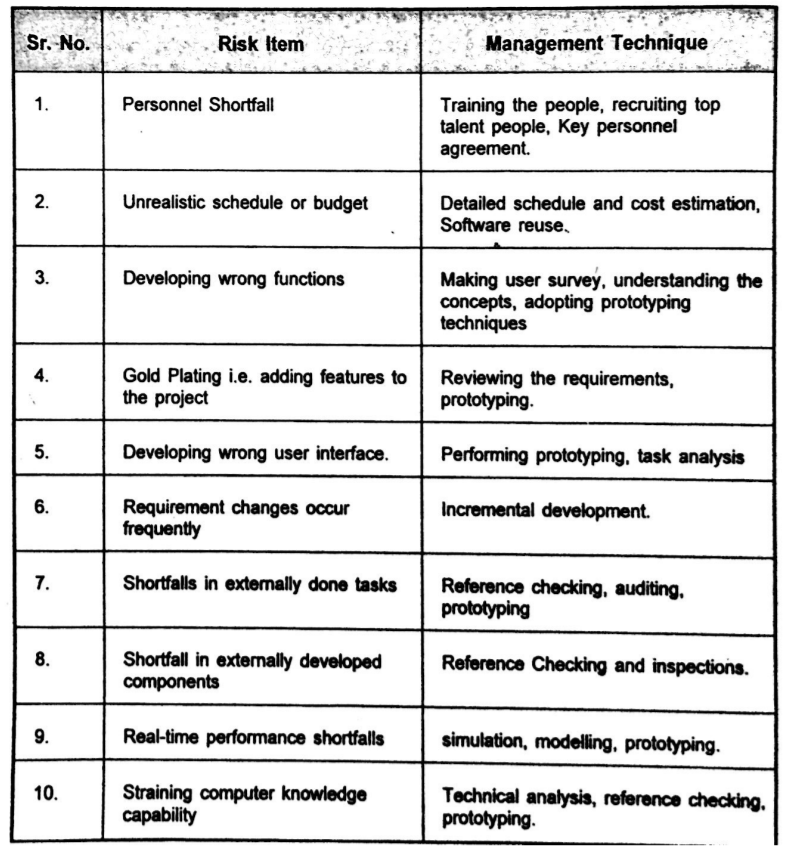 Sr. No. Risk Item Management Technique
1. Personnel Shortfall Training the people, recruiting top
talent people, Key personnel
agreement.
2. Unrealistic schedule or budget Detailed schedule and cost estimation,
Software reuse.
3. Developing wrong functions Making user survey, understanding the
concepts, adopting prototyping
techniques
4. Gold Plating i.e. adding features to Reviewing the requirements,
the project prototyping.
5. Developing wrong user interface. Performing prototyping, task analysis
6. Requirement changes occur Incremental development.
frequently
7. Shortfalls in externally done tasks Reference checking, auditing,
prototyping
8. Shortfall in externally developed Reference Checking and inspections.
components
9. Real-time performance shortfalls simulation, modelling, prototyping.
10. Straining computer knowledge Technical analysis, reference checking,
capability prototyping.